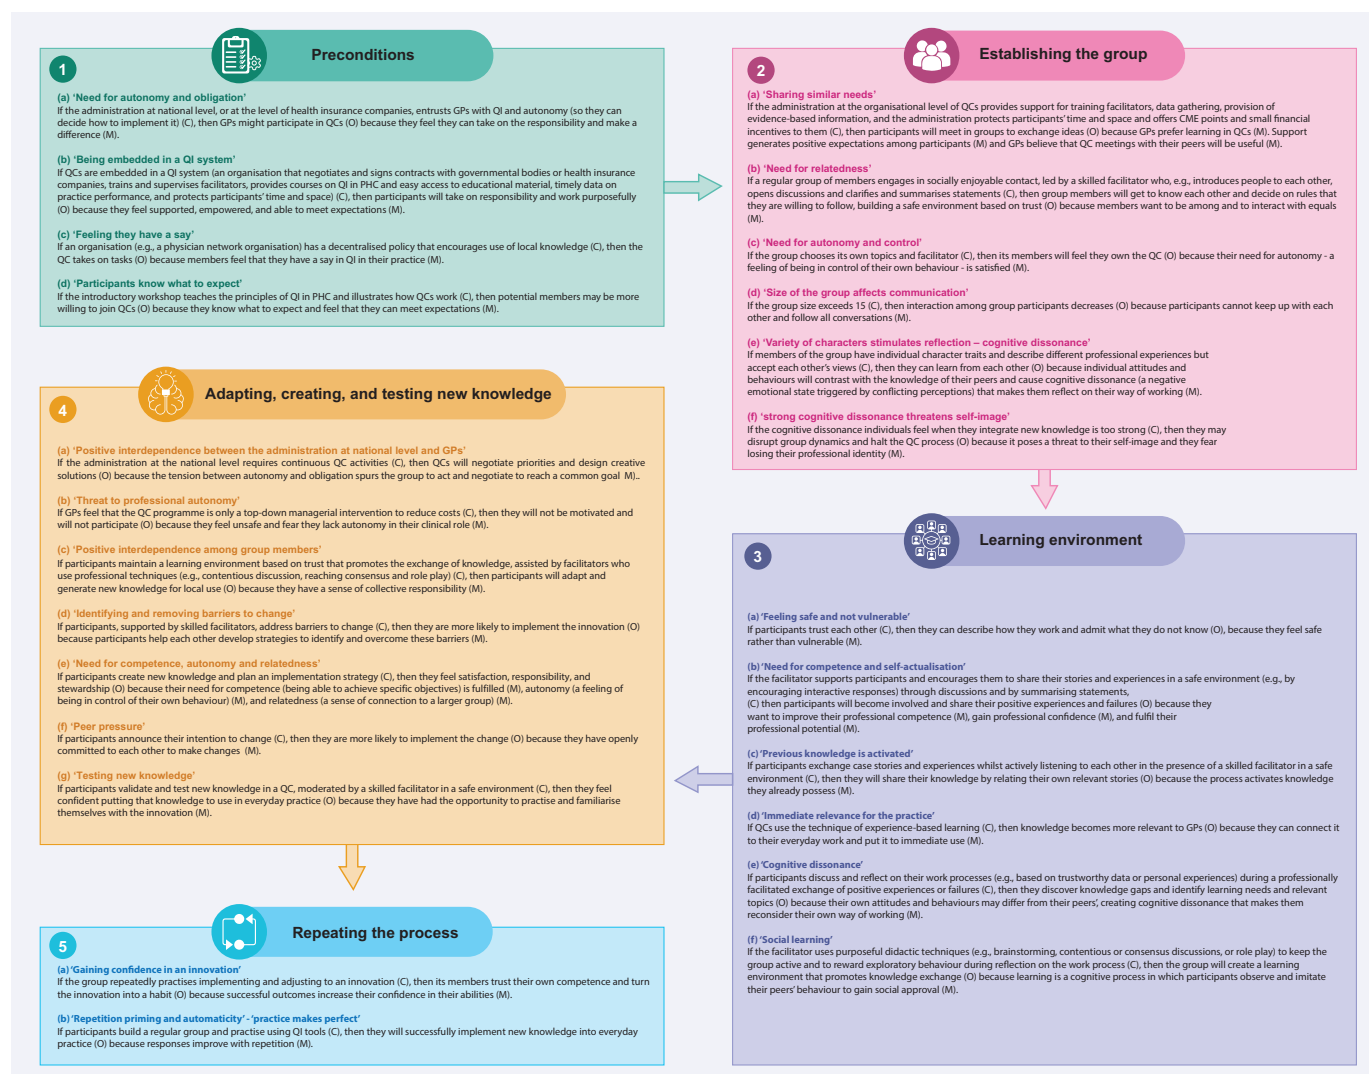 Preconditions
1
(a) ‘Need for autonomy and obligation’
If the administration at national level, or at the level of health insurance companies, entrusts GPs with QI and autonomy (so they can
decide how to implement it) (C), then GPs might participate in QCs (O) because they feel they can take on the responsibility and make a
difference (M).
(b) ‘Being embedded in a QI system’
If QCs are embedded in a QI system (an organisation that negotiates and signs contracts with governmental bodies or health insurance
companies, trains and supervises facilitators, provides courses on QI in PHC and easy access to educational material, timely data on
practice performance, and protects participants’ time and space) (C), then participants will take on responsibility and work purposefully
(O) because they feel supported, empowered, and able to meet expectations (M).
(c) ‘Feeling they have a say’
If an organisation (e.g., a physician network organisation) has a decentralised policy that encourages use of local knowledge (C), then the
QC takes on tasks (O) because members feel that they have a say in QI in their practice (M).
(d) ‘Participants know what to expect’
If the introductory workshop teaches the principles of QI in PHC and illustrates how QCs work (C), then potential members may be more
willing to join QCs (O) because they know what to expect and feel that they can meet expectations (M).
Establishing the group
2
(a) ‘Sharing similar needs’
If the administration at the organisational level of QCs provides support for training facilitators, data gathering, provision of
evidence-based information, and the administration protects participants’ time and space and offers CME points and small financial
incentives to them (C), then participants will meet in groups to exchange ideas (O) because GPs prefer learning in QCs (M). Support
generates positive expectations among participants (M) and GPs believe that QC meetings with their peers will be useful (M).
(b) ‘Need for relatedness’
If a regular group of members engages in socially enjoyable contact, led by a skilled facilitator who, e.g., introduces people to each other,
opens discussions and clarifies and summarises statements (C), then group members will get to know each other and decide on rules that
they are willing to follow, building a safe environment based on trust (O) because members want to be among and to interact with equals
(M).
(c) ‘Need for autonomy and control’
If the group chooses its own topics and facilitator (C), then its members will feel they own the QC (O) because their need for autonomy - a
feeling of being in control of their own behaviour - is satisfied (M).
(d) ‘Size of the group affects communication’
If the group size exceeds 15 (C), then interaction among group participants decreases (O) because participants cannot keep up with each
other and follow all conversations (M).
(e) ‘Variety of characters stimulates reflection – cognitive dissonance’
If members of the group have individual character traits and describe different professional experiences but
accept each other’s views (C), then they can learn from each other (O) because individual attitudes and
behaviours will contrast with the knowledge of their peers and cause cognitive dissonance (a negative
emotional state triggered by conflicting perceptions) that makes them reflect on their way of working (M).
(f) ‘strong cognitive dissonance threatens self-image’
If the cognitive dissonance individuals feel when they integrate new knowledge is too strong (C), then they may
disrupt group dynamics and halt the QC process (O) because it poses a threat to their self-image and they fear
losing their professional identity (M).
Learning environment
3
(a) ‘Feeling safe and not vulnerable’
If participants trust each other (C), then they can describe how they work and admit what they do not know (O), because they feel safe
rather than vulnerable (M).
(b) ‘Need for competence and self-actualisation’
If the facilitator supports participants and encourages them to share their stories and experiences in a safe environment (e.g., by
encouraging interactive responses) through discussions and by summarising statements,
(C) then participants will become involved and share their positive experiences and failures (O) because they
want to improve their professional competence (M), gain professional confidence (M), and fulfil their
professional potential (M).
(c) ‘Previous knowledge is activated’
If participants exchange case stories and experiences whilst actively listening to each other in the presence of a skilled facilitator in a safe
environment (C), then they will share their knowledge by relating their own relevant stories (O) because the process activates knowledge
they already possess (M).
(d) ‘Immediate relevance for the practice’
If QCs use the technique of experience-based learning (C), then knowledge becomes more relevant to GPs (O) because they can connect it
to their everyday work and put it to immediate use (M).
(e) ‘Cognitive dissonance’
If participants discuss and reflect on their work processes (e.g., based on trustworthy data or personal experiences) during a professionally
facilitated exchange of positive experiences or failures (C), then they discover knowledge gaps and identify learning needs and relevant
topics (O) because their own attitudes and behaviours may differ from their peers’, creating cognitive dissonance that makes them
reconsider their own way of working (M).
(f) ‘Social learning’
If the facilitator uses purposeful didactic techniques (e.g., brainstorming, contentious or consensus discussions, or role play) to keep the
group active and to reward exploratory behaviour during reflection on the work process (C), then the group will create a learning
environment that promotes knowledge exchange (O) because learning is a cognitive process in which participants observe and imitate
their peers’ behaviour to gain social approval (M).
Adapting, creating, and testing new knowledge
4
(a) ‘Positive interdependence between the administration at national level and GPs’
If the administration at the national level requires continuous QC activities (C), then QCs will negotiate priorities and design creative
solutions (O) because the tension between autonomy and obligation spurs the group to act and negotiate to reach a common goal M)..
(b) ‘Threat to professional autonomy’
If GPs feel that the QC programme is only a top-down managerial intervention to reduce costs (C), then they will not be motivated and
will not participate (O) because they feel unsafe and fear they lack autonomy in their clinical role (M).
(c) ‘Positive interdependence among group members’
If participants maintain a learning environment based on trust that promotes the exchange of knowledge, assisted by facilitators who
use professional techniques (e.g., contentious discussion, reaching consensus and role play) (C), then participants will adapt and
generate new knowledge for local use (O) because they have a sense of collective responsibility (M).
(d) ‘Identifying and removing barriers to change’
If participants, supported by skilled facilitators, address barriers to change (C), then they are more likely to implement the innovation (O)
because participants help each other develop strategies to identify and overcome these barriers (M).
(e) ‘Need for competence, autonomy and relatedness’
If participants create new knowledge and plan an implementation strategy (C), then they feel satisfaction, responsibility, and
stewardship (O) because their need for competence (being able to achieve specific objectives) is fulfilled (M), autonomy (a feeling of
being in control of their own behaviour) (M), and relatedness (a sense of connection to a larger group) (M).
(f) ‘Peer pressure’
If participants announce their intention to change (C), then they are more likely to implement the change (O) because they have openly
committed to each other to make changes (M).
(g) ‘Testing new knowledge’
If participants validate and test new knowledge in a QC, moderated by a skilled facilitator in a safe environment (C), then they feel
confident putting that knowledge to use in everyday practice (O) because they have had the opportunity to practise and familiarise
themselves with the innovation (M).
Repeating the process
5
(a) ‘Gaining confidence in an innovation’
If the group repeatedly practises implementing and adjusting to an innovation (C), then its members trust their own competence and turn
the innovation into a habit (O) because successful outcomes increase their confidence in their abilities (M).
(b) ‘Repetition priming and automaticity’ - ‘practice makes perfect’
If participants build a regular group and practise using QI tools (C), then they will successfully implement new knowledge into everyday
practice (O) because responses improve with repetition (M).